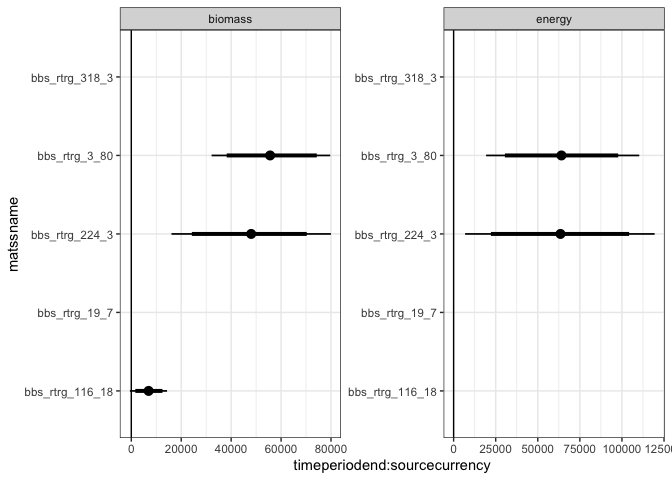 biomass
energy
matssname
bbs_rtrg_318_3
bbs_rtrg_3_80
bbs_rtrg_224_3
bbs_rtrg_19_7
bbs_rtrg_116_18
0 20000 40000 60000 80000
bbs_rtrg_318_3
bbs_rtrg_3_80
bbs_rtrg_224_3
bbs_rtrg_19_7
bbs_rtrg_116_18
0 25000 50000 75000 100000 12500
timeperiodend:sourcecurrency